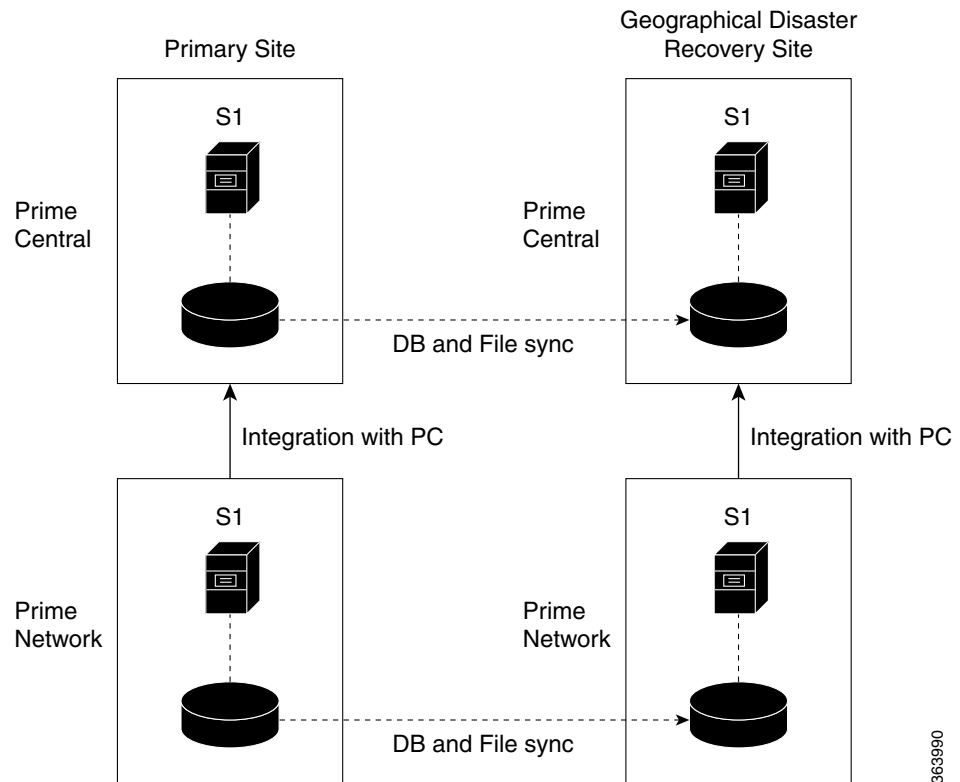 Primary Site
Geographical Disaster
Recovery Site
S1
S1
Prime
Central
Prime
Central
DB and File sync
Integration with PC
Integration with PC
S1
S1
Prime
Network
Prime
Network
DB and File sync
363990